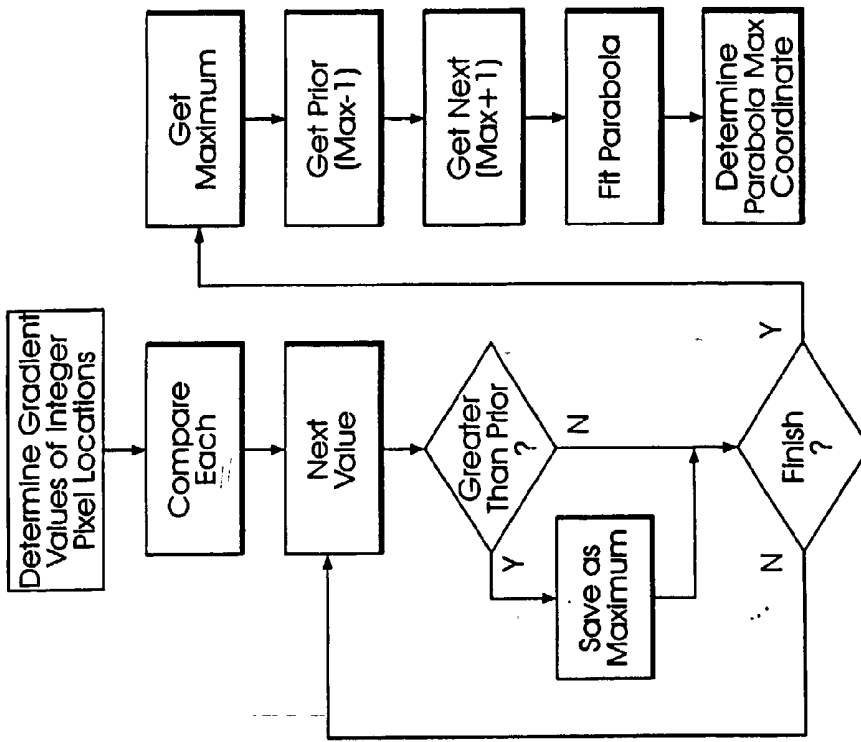 Determine Gradient
Values of Integer
Pixel Locations
Compare
Each
Next
Value
Greater
Than Prior
?
Y
N
Save as
Maximum
Finish
?
N
Y
Get
Maximum
Get Prior
(Max-1)
Get Next
(Max+1)
Fit Parabola
Determine
Parabola Max
Coordinate